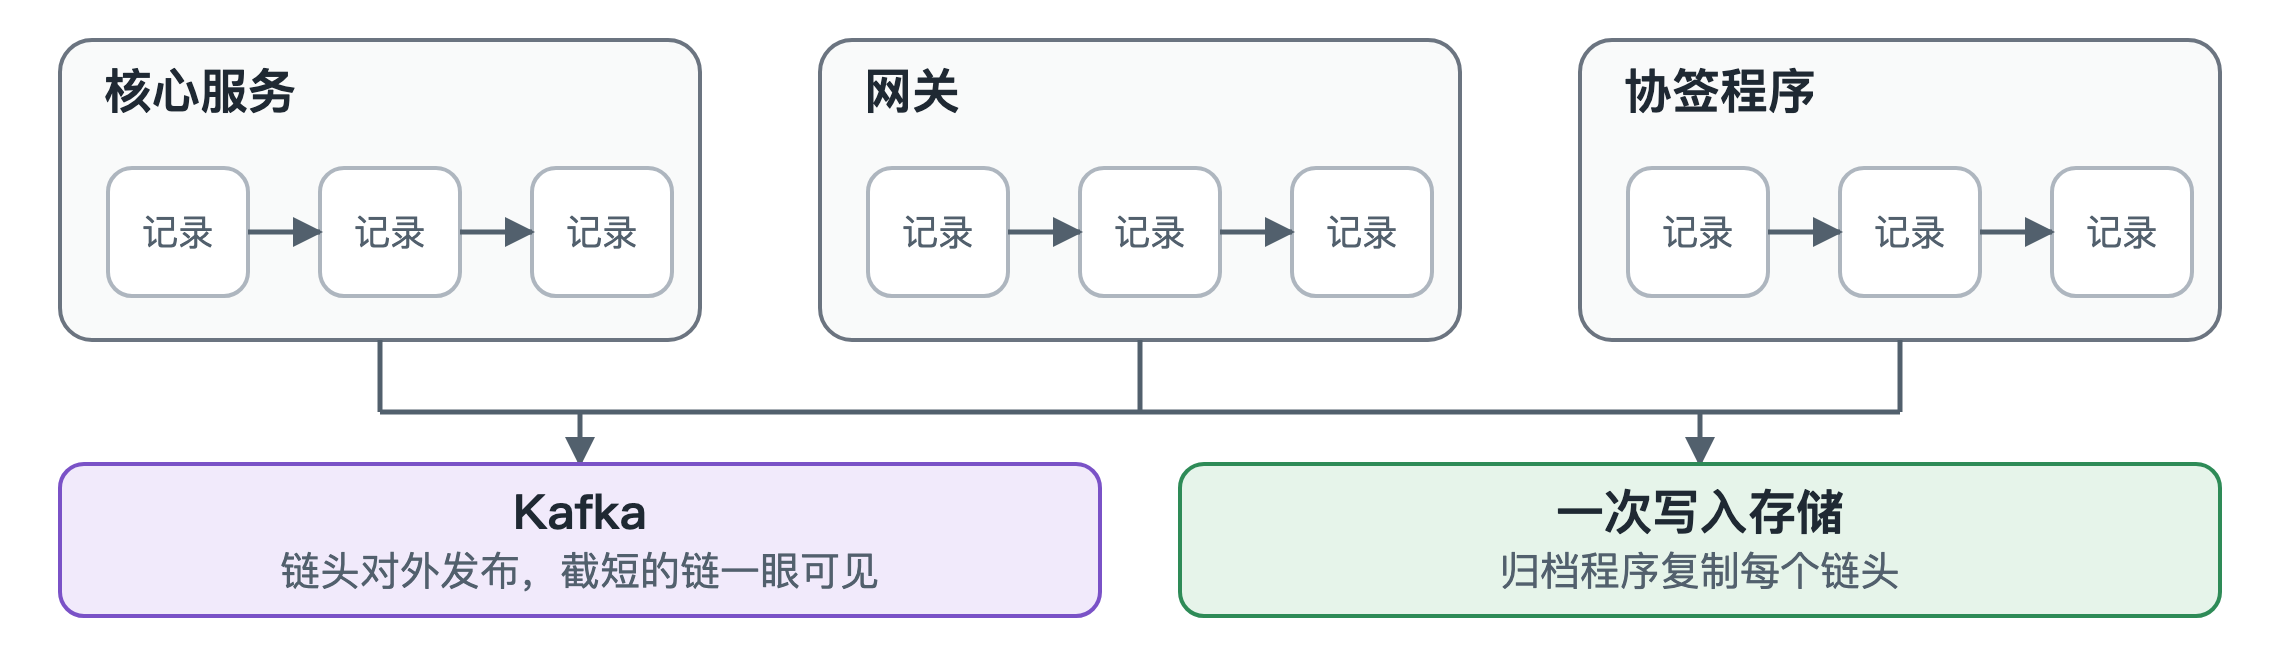 核心服务
记录
记录
记录
网关
记录
记录
记录
协签程序
记录
记录
记录
Kafka
链头对外发布，截短的链一眼可见
一次写入存储
归档程序复制每个链头